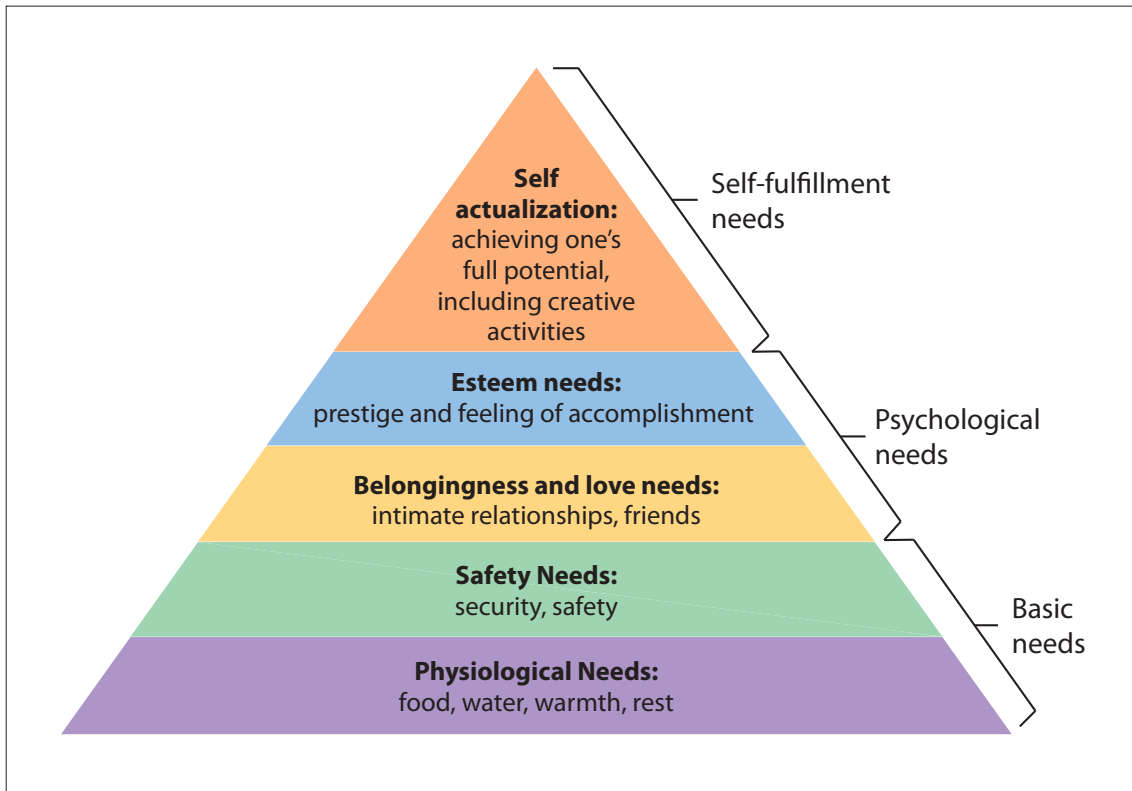 Self
actualization:
achieving one's
full potential,
including creative
activities
Self-fulfillment
needs
Esteem needs:
prestige and feeling of accomplishment
Psychological
needs
Belongingness and love needs:
intimate relationships, friends
Safety Needs:
security, safety
Basic
needs
Physiological Needs:
food, water, warmth, rest